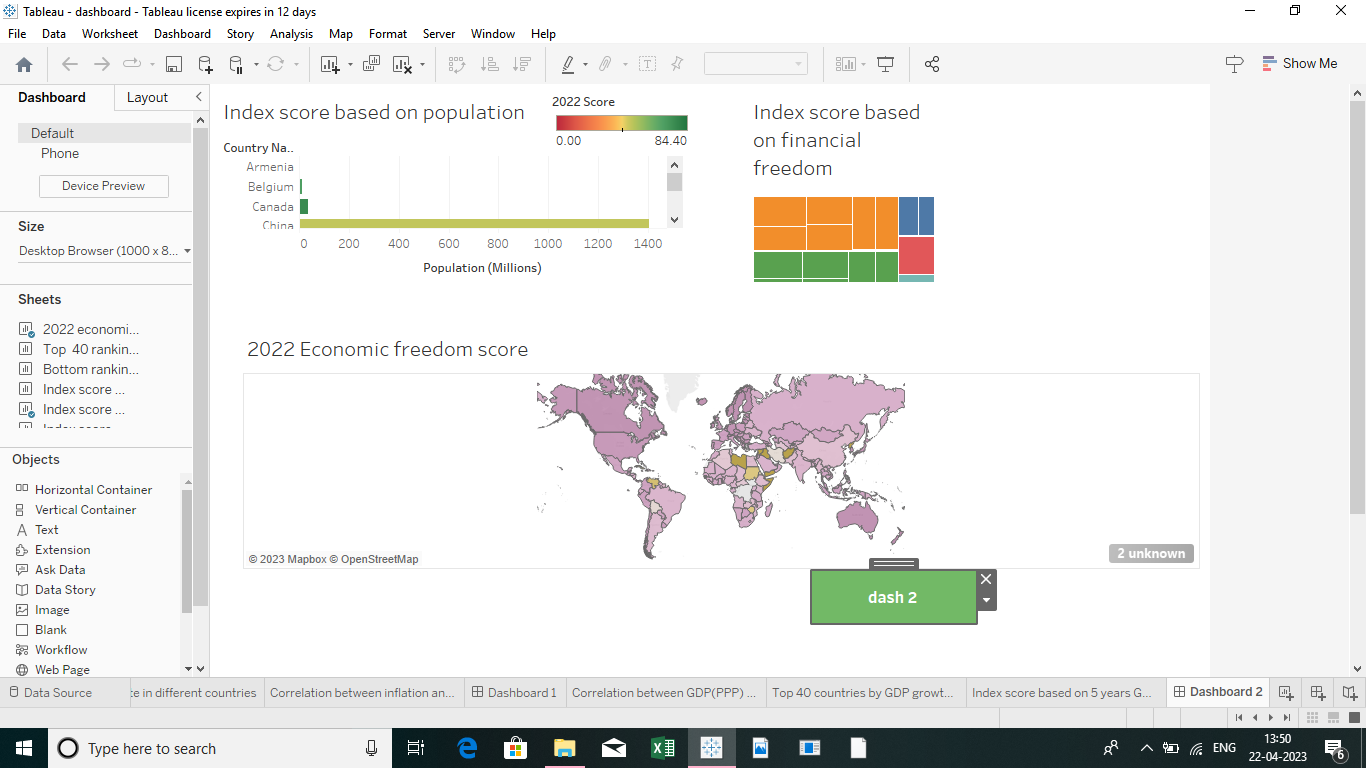 Tableau - dashboard - Tableau license expires in 12 days
File Data Worksheet Dashboard Story Analysis Map Format Server Window Help
Show Me
Dashboard Layout
Default
Phone
Device Preview
Size
Desktop Browser (1000 x 8...
Sheets
2022 economi...
Top 40 rankin...
Bottom rankin...
Index score ...
Index score ...
Objects
Horizontal Container
Vertical Container
Text
Extension
Ask Data
Data Story
Image
Blank
Workflow
Web Page
Index score based on population
2022 Score
0.00 84.40
Country Na..
Armenia
Belgium
Canada
China
0 200 400 600 800 1000 1200 1400
Population (Millions)
Index score based
on financial
freedom
2022 Economic freedom score
© 2023 Mapbox © OpenStreetMap
2 unknown
dash 2
Data Source
:e in different countries
Correlation between inflation an...
Dashboard 1
Correlation between GDP(PP) ...
Top 40 countries by GDP growt...
Index score based on 5 years G...
Dashboard 2
Type here to search
ENG
13:50
22-04-2023
6